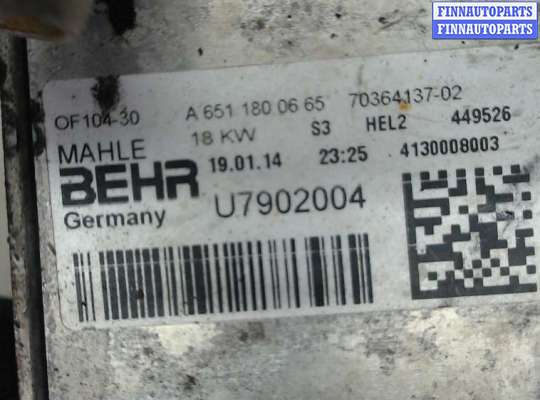 FINNAUTOPARTS
FINNAUTOPARTS
OF104-30 A 651 180 06 65 70364137-02
18 KW S3 HEL2 449526
MAHLE 19.01.14 23:25 4130008003
BEHR
Germany U7902004